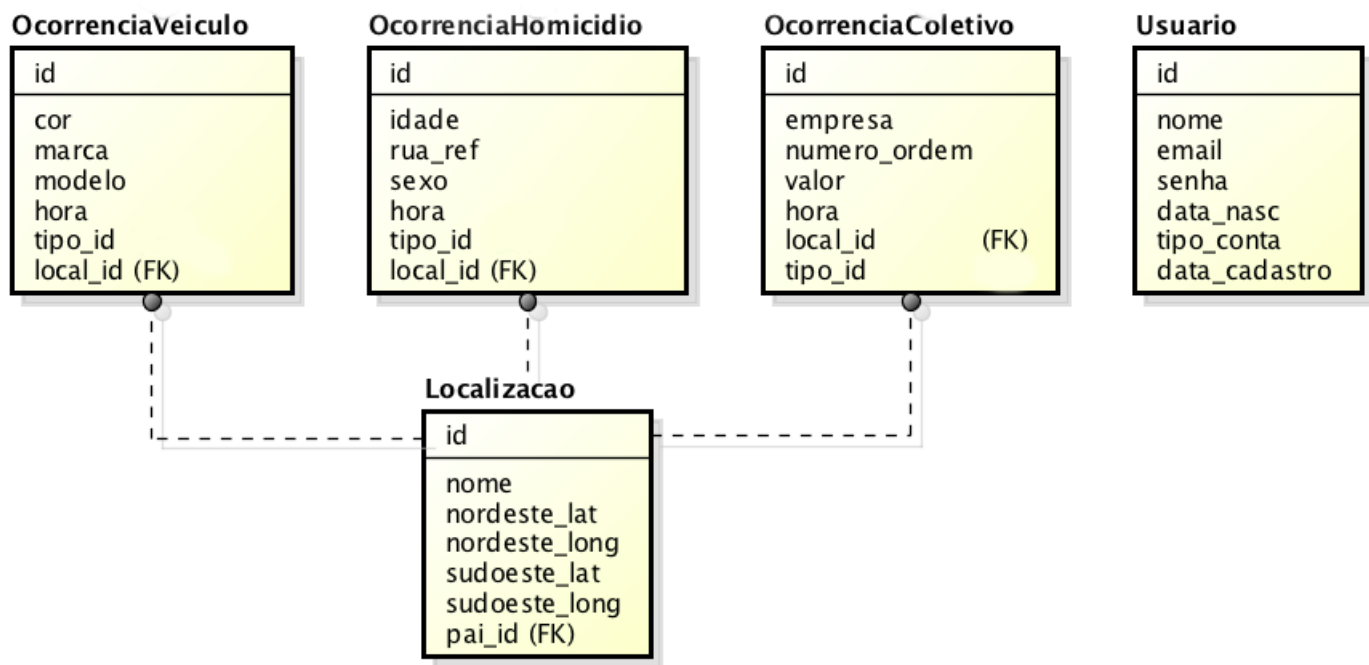 OcorrenciaVeiculo
id
cor
marca
modelo
hora
tipo_id
local_id (FK)
OcorrenciaHomicidio
id
idade
rua_ref
sexo
hora
tipo_id
local_id (FK)
OcorrenciaColetivo
id
empresa
numero_ordem
valor
hora
local_id (FK)
tipo_id
Usuario
id
nome
email
senha
data_nasc
tipo_conta
data_cadastro
Localizacao
id
nome
nordeste_lat
nordeste_long
sudoeste_lat
sudoeste_long
pai_id (FK)